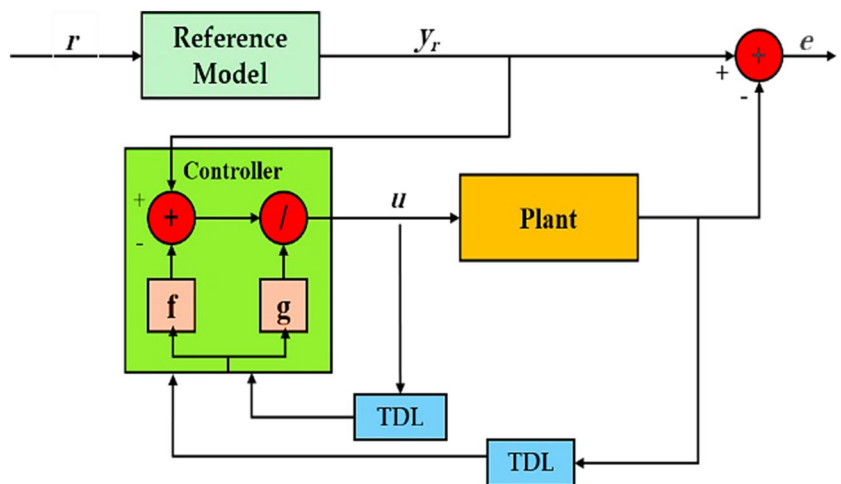 r
Reference
Model
yr
+
e
+
-
Controller
+
+
/
u
Plant
-
f
g
TDL
TDL